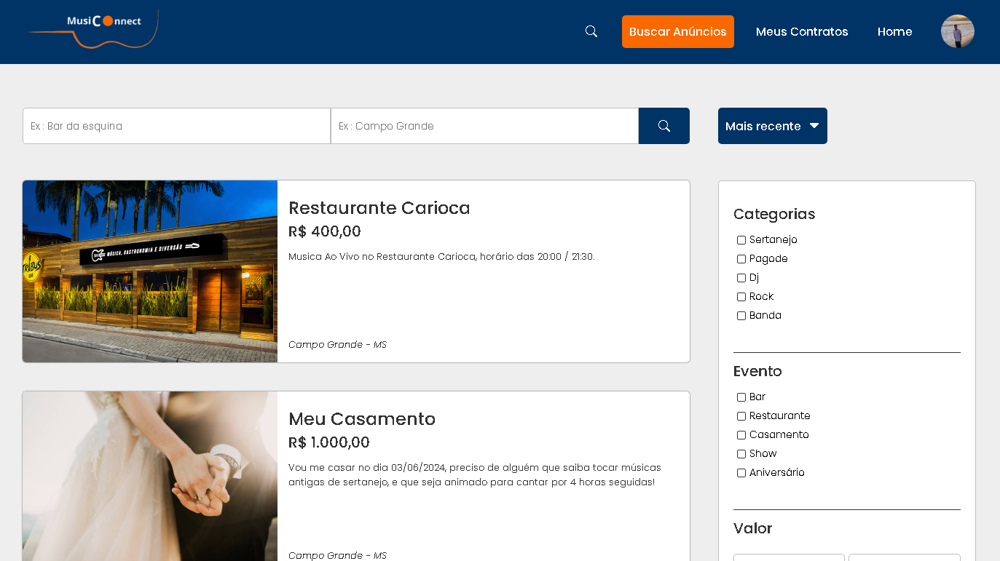 MusiCOnnect
Buscar Anúncios
Meus Contratos
Home
Ex.: Bar da esquina
Ex.: Campo Grande
Mais recente
TRIBUS
BAR
MÚSICA, GASTRONOMIA E DIVERSÃO
Restaurante Carioca
R$ 400,00
Musica Ao Vivo no Restaurante Carioca, horário das 20:00 / 21:30.
Campo Grande - MS
Meu Casamento
R$ 1.000,00
Vou me casar no dia 03/06/2024, preciso de alguém que saiba tocar músicas
antigas de sertanejo, e que seja animado para cantar por 4 horas seguidas!
Campo Grande - MS
Categorias
Sertanejo
Pagode
Dj
Rock
Banda
Evento
Bar
Restaurante
Casamento
Show
Aniversário
Valor